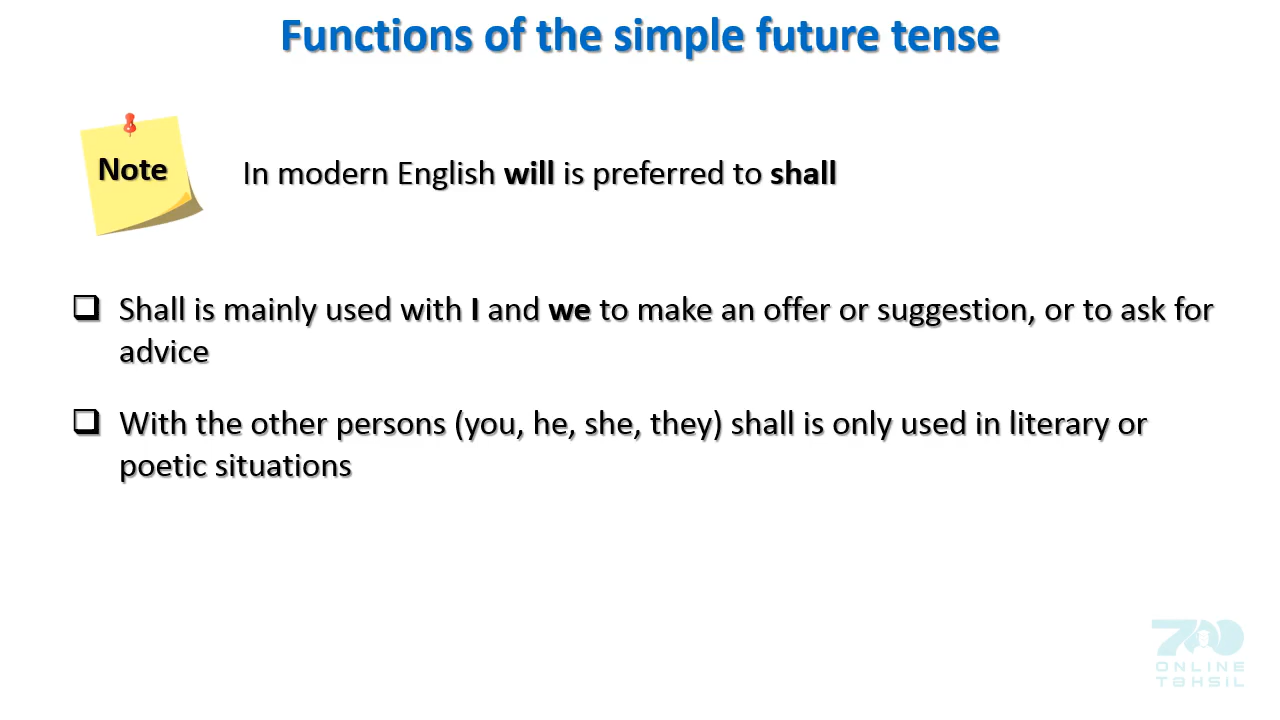 Functions of the simple future tense
Note
In modern English will is preferred to shall
Shall is mainly used with I and we to make an offer or suggestion, or to ask for
advice
With the other persons (you, he, she, they) shall is only used in literary or
poetic situations
700
ONLINE
TaHSIL